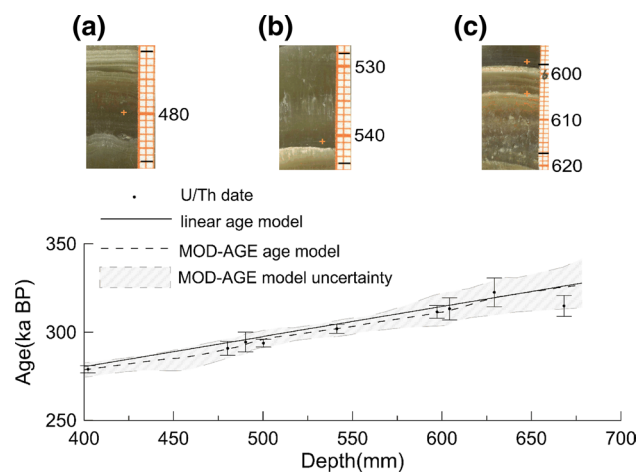 (a) (b) (c)
530
600
480
540
610
620
U/Th date
linear age model
MOD-AGE age model
MOD-AGE model uncertainty
350
300
250
Age(ka BP)
400 450 500 550 600 650 700
Depth(mm)